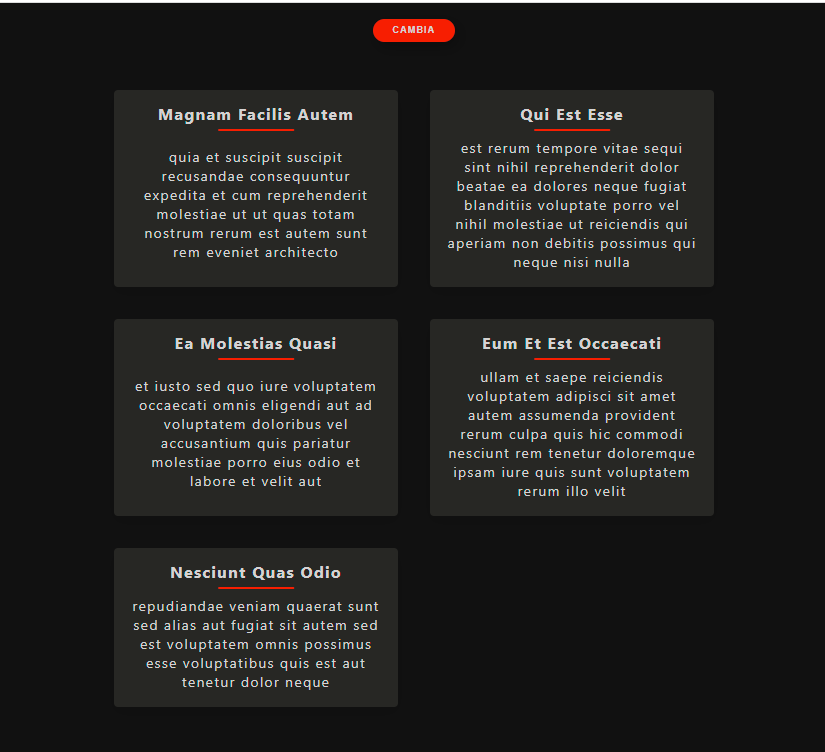 CAMBIA
Magnam Facilis Autem
quia et suscipit suscipit
recusandae consequuntur
expedita et cum reprehenderit
molestiae ut ut quas totam
nostrum rerum est autem sunt
rem eveniet architecto
Qui Est Esse
est rerum tempore vitae sequi
sint nihil reprehenderit dolor
beatae ea dolores neque fugiat
blanditiis voluptate porro vel
nihil molestiae ut reiciendis qui
aperiam non debitis possimus qui
neque nisi nulla
Ea Molestias Quasi
et iusto sed quo iure voluptatem
occaecati omnis eligendi aut ad
voluptatem doloribus vel
accusantium quis pariatur
molestiae porro eius odio et
labore et velit aut
Eum Et Est Occaecati
ullam et saepe reiciendis
voluptatem adipisci sit amet
autem assumenda provident
rerum culpa quis hic commodi
nesciunt rem tenetur doloremque
ipsam iure quis sunt voluptatem
rerum illo velit
Nesciunt Quas Odio
repudiandae veniam quaerat sunt
sed alias aut fugiat sit autem sed
est voluptatem omnis possimus
esse voluptatibus quis est aut
tenetur dolor neque